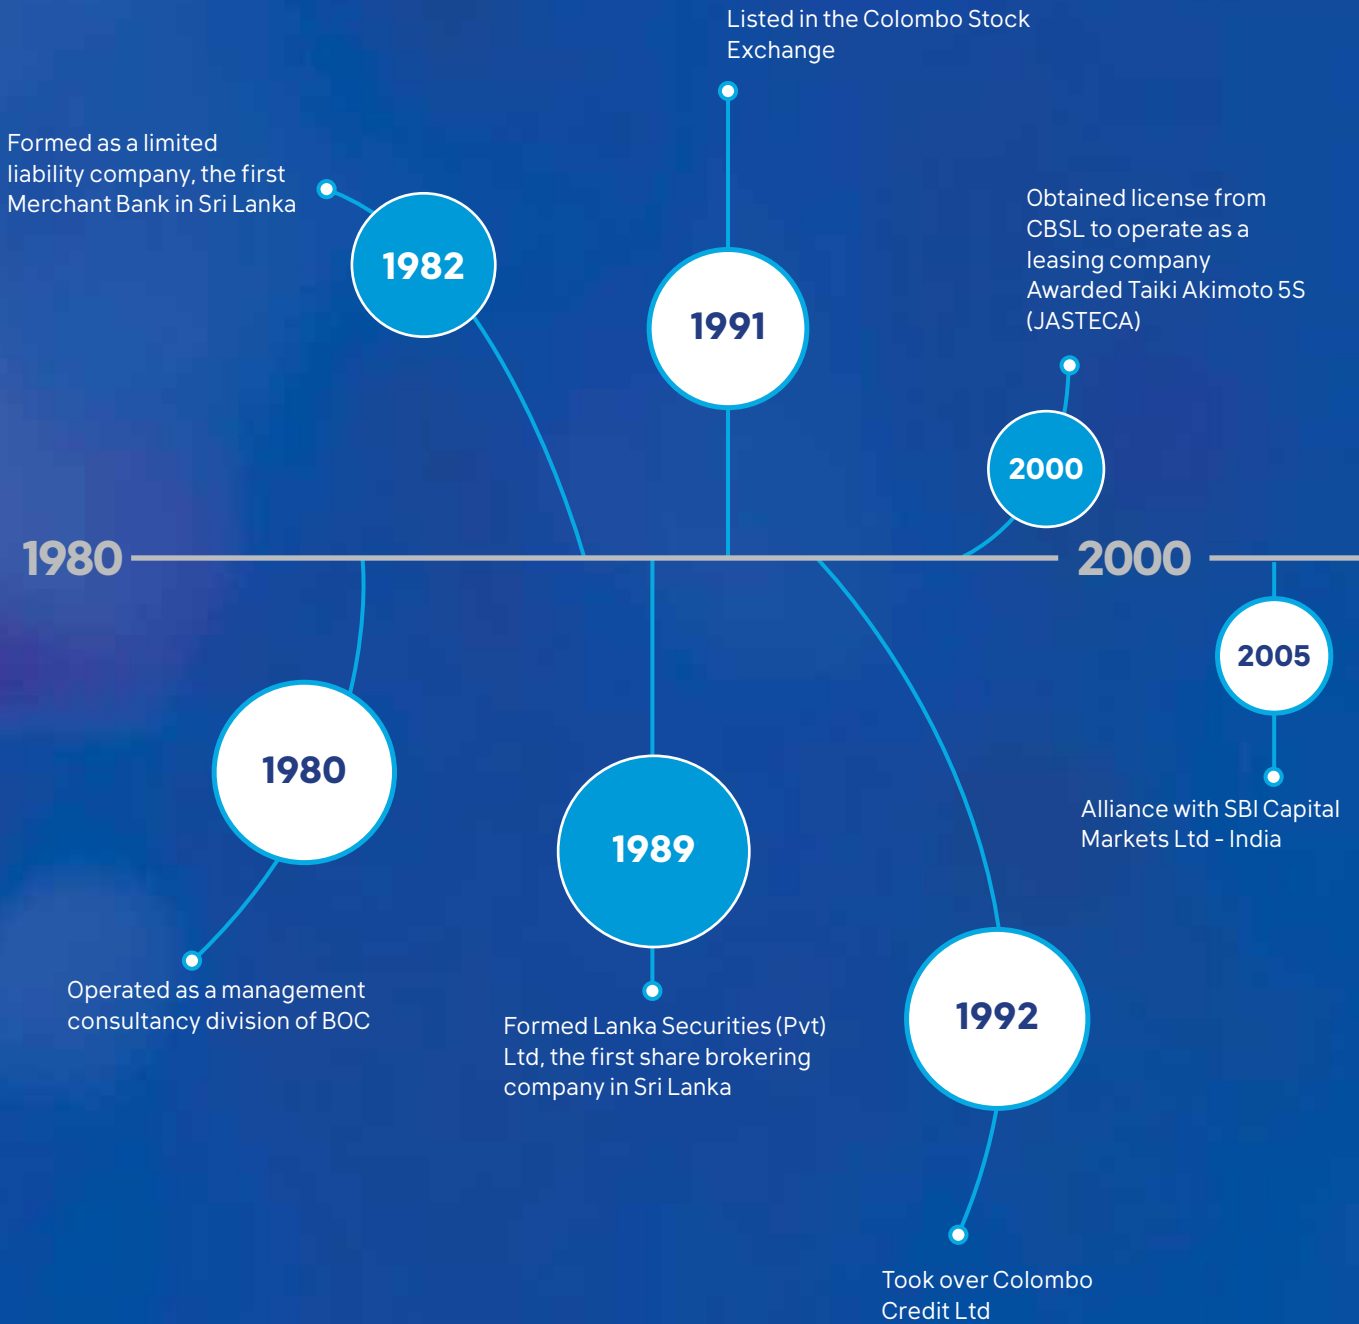 Listed in the Colombo Stock
Exchange
Formed as a limited
liability company, the first
Merchant Bank in Sri Lanka
1982
1991
Obtained license from
CBSL to operate as a
leasing company
Awarded Taiki Akimoto 5S
(JASTECA)
2000
1980
2000
2005
Alliance with SBI Capital
Markets Ltd - India
1980
Operated as a management
consultancy division of BOC
1989
Formed Lanka Securities (Pvt)
Ltd, the first share brokering
company in Sri Lanka
1992
Took over Colombo
Credit Ltd